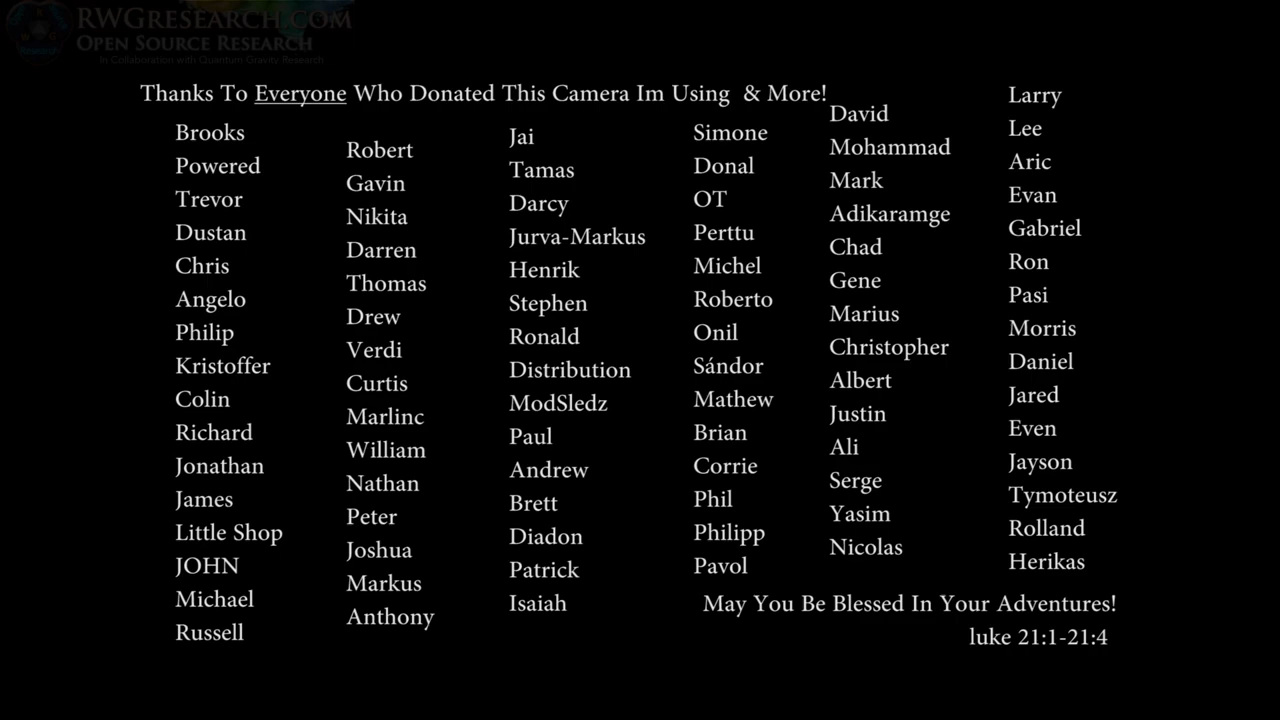 RWGRESEARCH.COM
OPEN SOURCE RESEARCH
In Collaboration with Quantum Gravity Research
Thanks To Everyone Who Donated This Camera Im Using & More!
Brooks
Powered
Trevor
Dustan
Chris
Angelo
Philip
Kristoffer
Colin
Richard
Jonathan
James
Little Shop
JOHN
Michael
Russell
Robert
Gavin
Nikita
Darren
Thomas
Drew
Verdi
Curtis
Marlinc
William
Nathan
Peter
Joshua
Markus
Anthony
Jai
Tamas
Darcy
Jurva-Markus
Henrik
Stephen
Ronald
Distribution
ModSledz
Paul
Andrew
Brett
Diadon
Patrick
Isaiah
Simone
Donal
OT
Perttu
Michel
Roberto
Onil
Sándor
Mathew
Brian
Corrie
Phil
Philipp
Pavol
David
Mohammad
Mark
Adikaramge
Chad
Gene
Marius
Christopher
Albert
Justin
Ali
Serge
Yasim
Nicolas
Larry
Lee
Aric
Evan
Gabriel
Ron
Pasi
Morris
Daniel
Jared
Even
Jayson
Tymoteusz
Rolland
Herikas
May You Be Blessed In Your Adventures!
luke 21:1-21:4